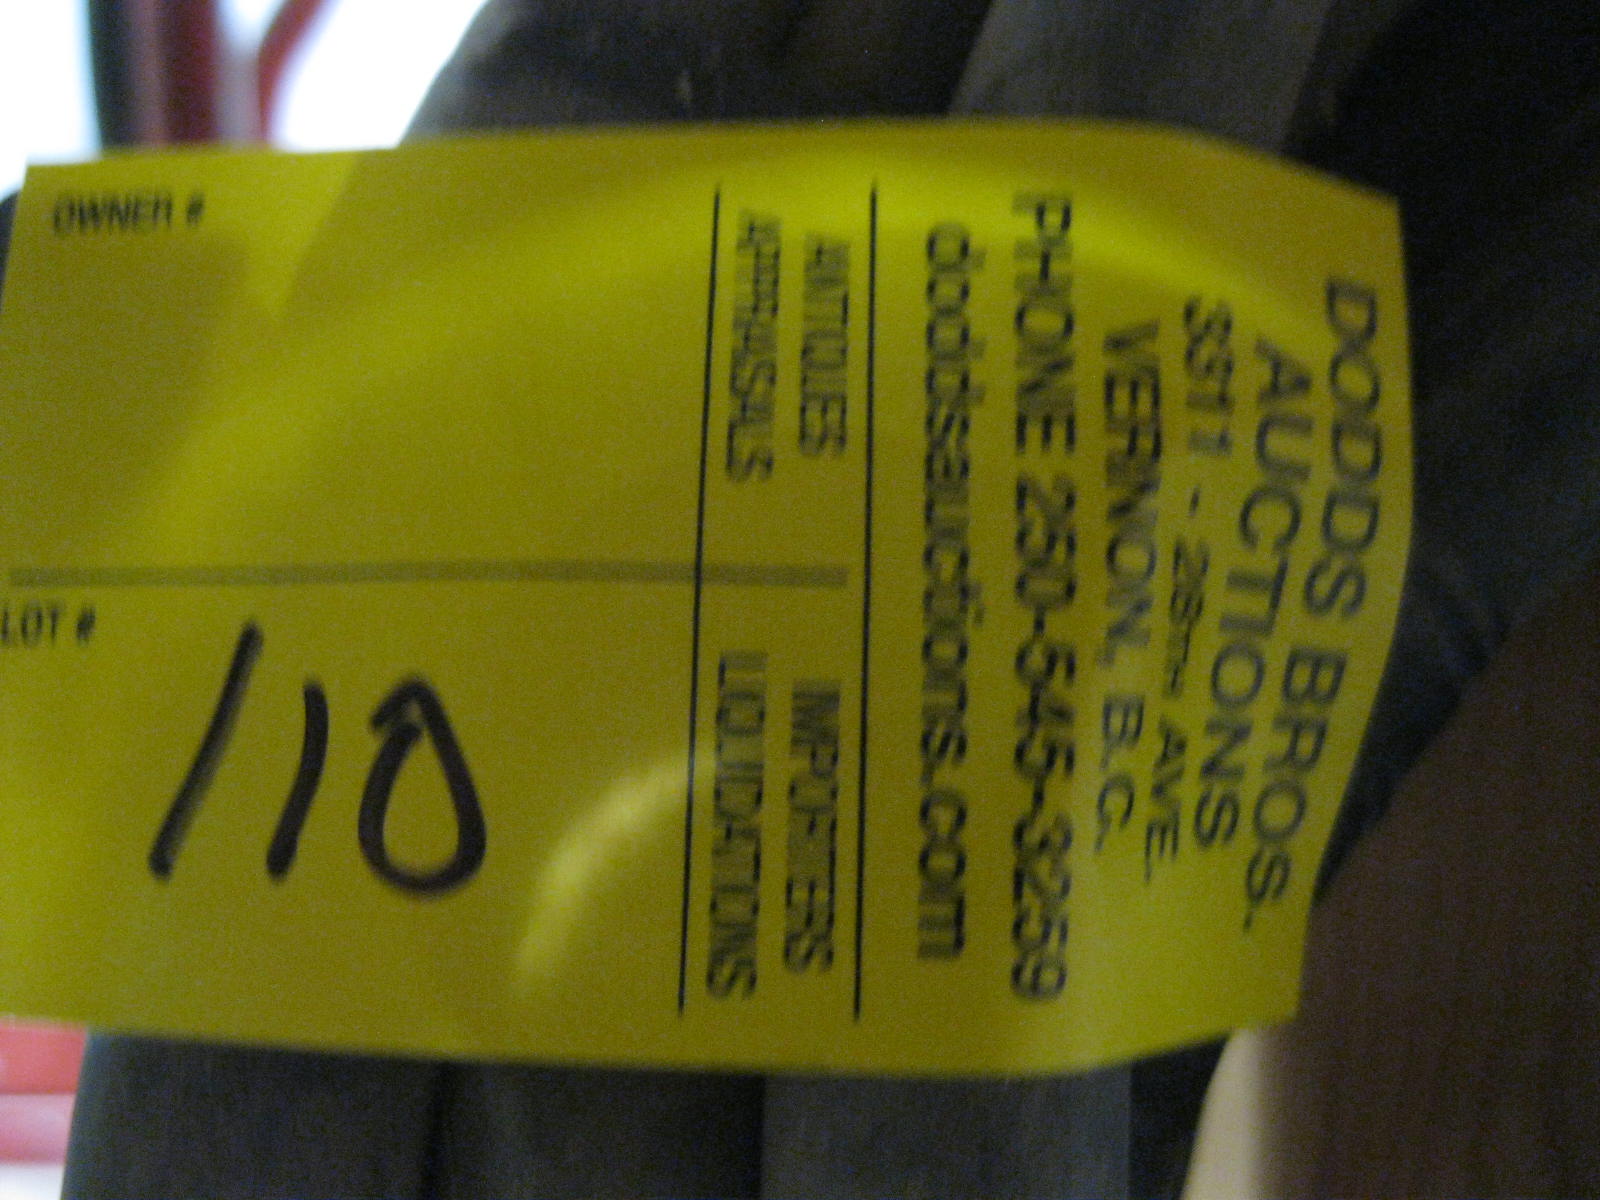 DODDS BROS.
AUCTIONS
3311 - 28TH AVE.
VERNON, B.C.
PHONE 250-545-3259
doddsauctions.com
ANTIQUES IMPORTERS
APPRAISALS LIQUIDATIONS
OWNER #
LOT #
110